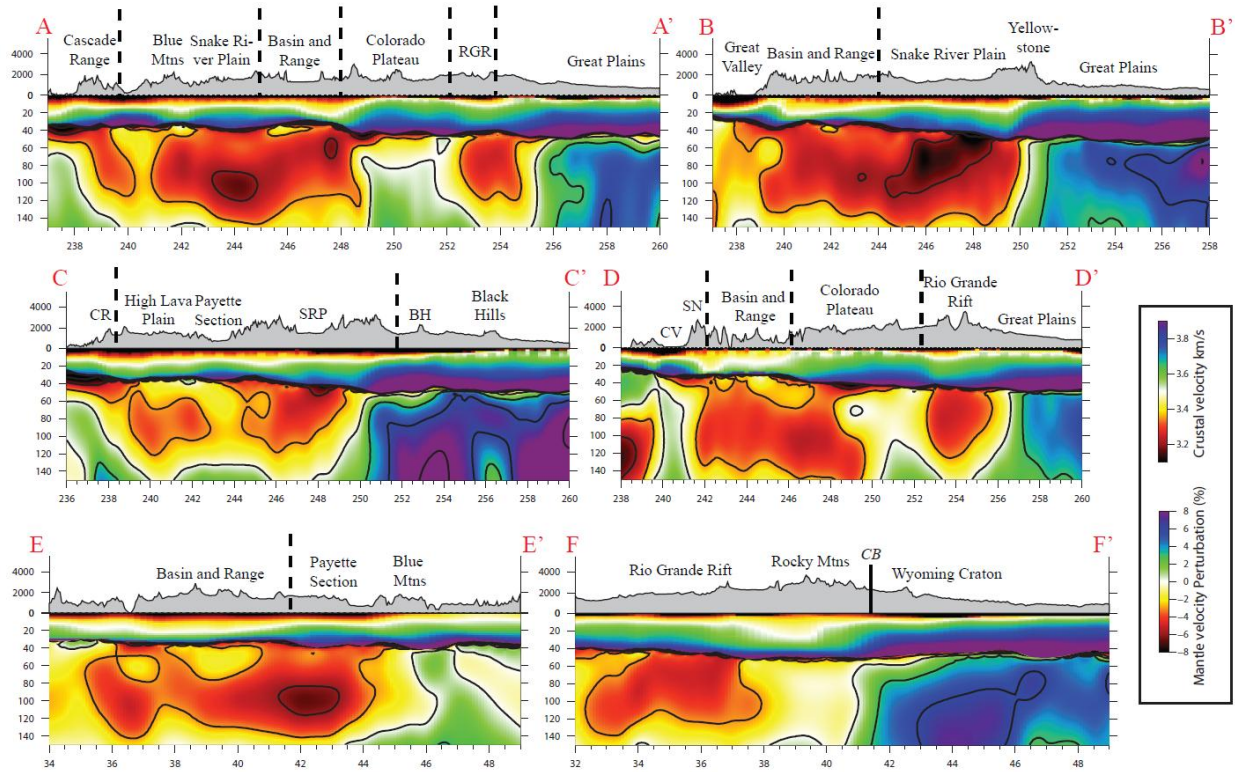 A
A'
Cascade
Range
Blue
Mtns
Snake Ri-
ver Plain
Basin and
Range
Colorado
Plateau
RGR
Great Plains
4000
2000
0
20
40
60
80
100
120
140
238
240
242
244
246
248
250
252
254
256
258
260
B
B'
Great
Valley
Basin and Range
Snake River Plain
Yellow-
stone
Great Plains
4000
2000
0
20
40
60
80
100
120
140
238
240
242
244
246
248
250
252
254
256
258
C
C'
CR
High Lava
Plain
Payette
Section
SRP
BH
Black
Hills
4000
2000
0
20
40
60
80
100
120
140
236
238
240
242
244
246
248
250
252
254
256
258
260
D
D'
CV
SN
Basin and
Range
Colorado
Plateau
Rio Grande
Rift
Great Plains
4000
2000
0
20
40
60
80
100
120
140
238
240
242
244
246
248
250
252
254
256
258
260
E
E'
Basin and Range
Payette
Section
Blue
Mtns
4000
2000
0
20
40
60
80
100
120
140
34
36
38
40
42
44
46
48
F
F'
Rio Grande Rift
Rocky Mtns
CB
Wyoming Craton
4000
2000
0
20
40
60
80
100
120
140
32
34
36
38
40
42
44
46
48
3.8
3.6
3.4
3.2
Crustal velocity km/s
8
6
4
2
0
−2
−4
−6
−8
Mantle velocity Perturbation (%)